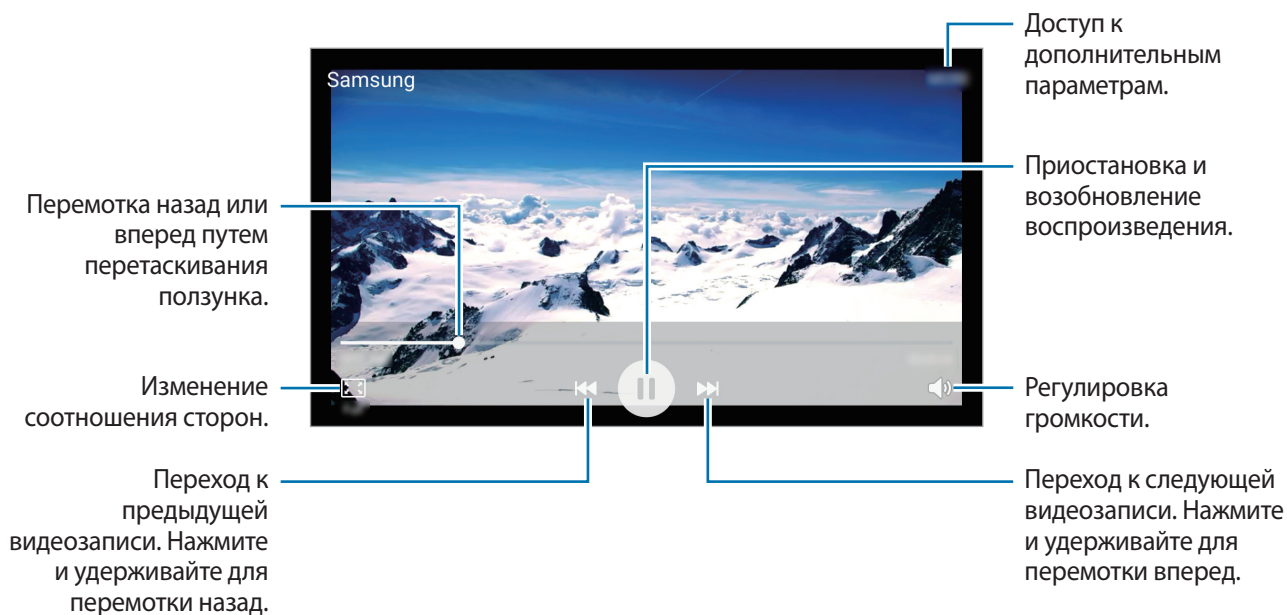 Доступ к
дополнительным
параметрам.
Samsung
Приостановка и
возобновление
воспроизведения.
Перемотка назад или
вперед путем
перетаскивания
ползунка.
Изменение
соотношения сторон.
Регулировка
громкости.
Переход к
предыдущей
видеозаписи. Нажмите
и удерживайте для
перемотки назад.
Переход к следующей
видеозаписи. Нажмите
и удерживайте для
перемотки вперед.